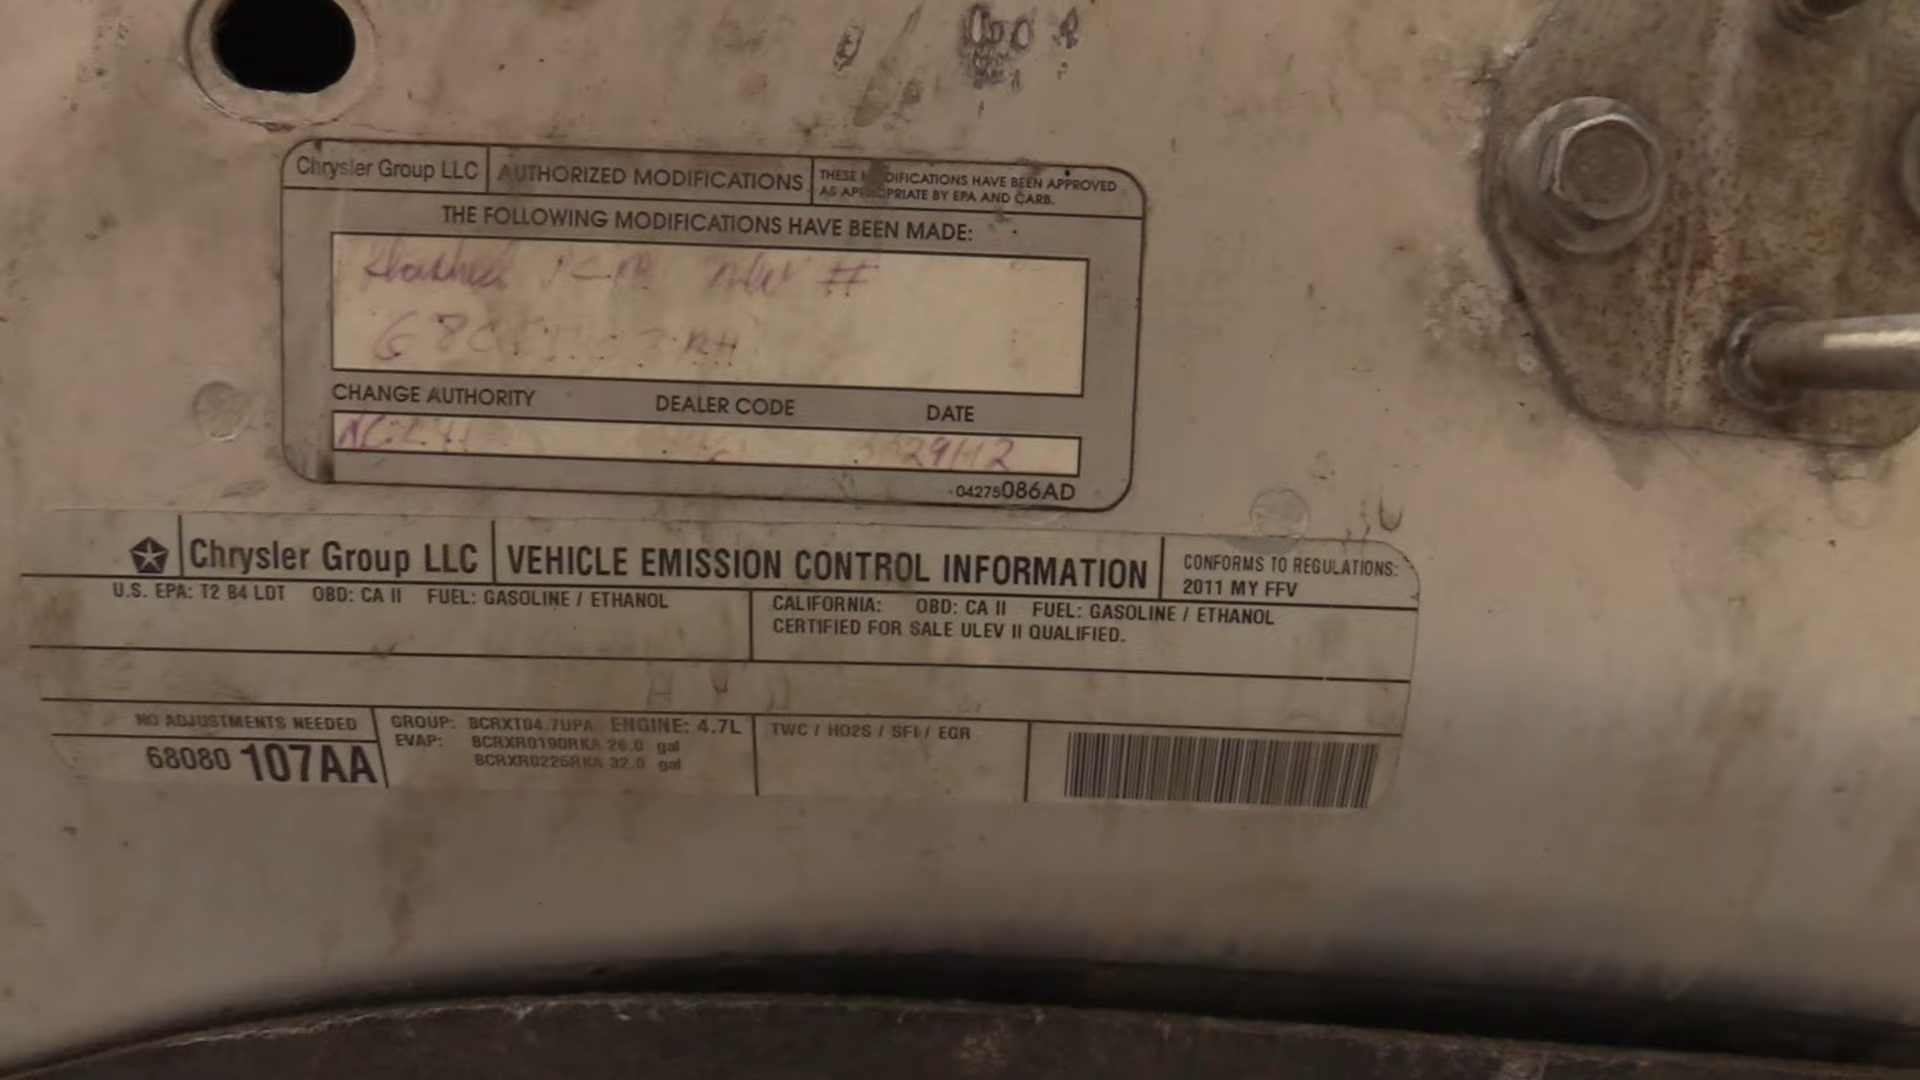 Chrysler Group LLC AUTHORIZED MODIFICATIONS THESE MODIFICATIONS HAVE BEEN APPROVED
AS APPROPRIATE BY EPA AND CARB.
THE FOLLOWING MODIFICATIONS HAVE BEEN MADE:
new #
CHANGE AUTHORITY DEALER CODE DATE
04275086AD
Chrysler Group LLC VEHICLE EMISSION CONTROL INFORMATION CONFORMS TO REGULATIONS:
2011 MY FFV
U.S. EPA: T2 B4 LDT OBD: CA II FUEL: GASOLINE / ETHANOL
CALIFORNIA: OBD: CA II FUEL: GASOLINE / ETHANOL
CERTIFIED FOR SALE ULEV II QUALIFIED.
NO ADJUSTMENTS NEEDED
68080107AA
GROUP: BCRXT04.7UPA ENGINE: 4.7L
EVAP: BCRXR0190RKA 26.0 gal
BCRXR0225RKA 32.0 gal
TWC / HO2S / SFI / EGR